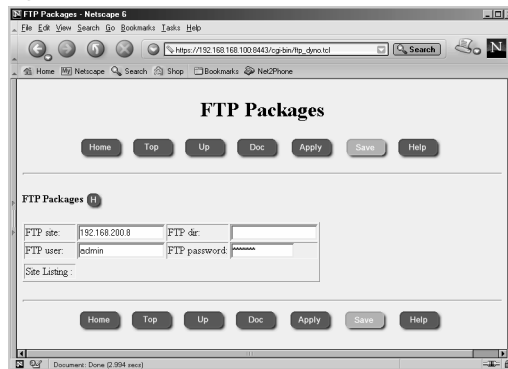 FTP Packages - Netscape 6
File Edit View Search Go Bookmarks Tasks Help
https://192.168.168.100:8443/cgi-bin/ftp_dyno.tcl Search N
Home My Netscape Search Shop Bookmarks Net2Phone
FTP Packages
Home Top Up Doc Apply Save Help
FTP Packages H
FTP site: 192.168.200.8 FTP dir:
FTP user: admin FTP password: *******
Site Listing :
Home Top Up Doc Apply Save Help
Document: Done (2.994 secs)